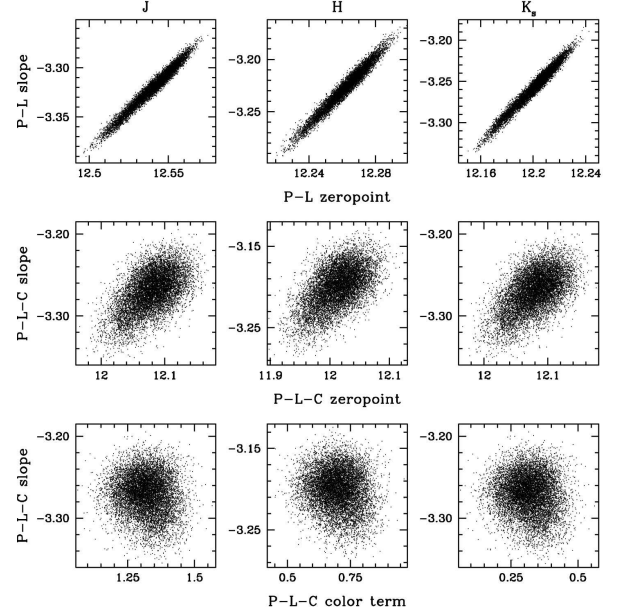 J H K_s
-3.20 -3.20
P-L slope -3.30 -3.25 -3.25
-3.35 -3.30
12.5 12.55 12.24 12.28 12.16 12.2 12.24
P-L zeropoint
-3.20 -3.15 -3.20
P-L-C slope
-3.30 -3.25 -3.30
12 12.1 11.9 12 12.1 12 12.1
P-L-C zeropoint
-3.20 -3.15 -3.20
P-L-C slope
-3.30 -3.25 -3.30
1.25 1.5 0.5 0.75 0.25 0.5
P-L-C color term